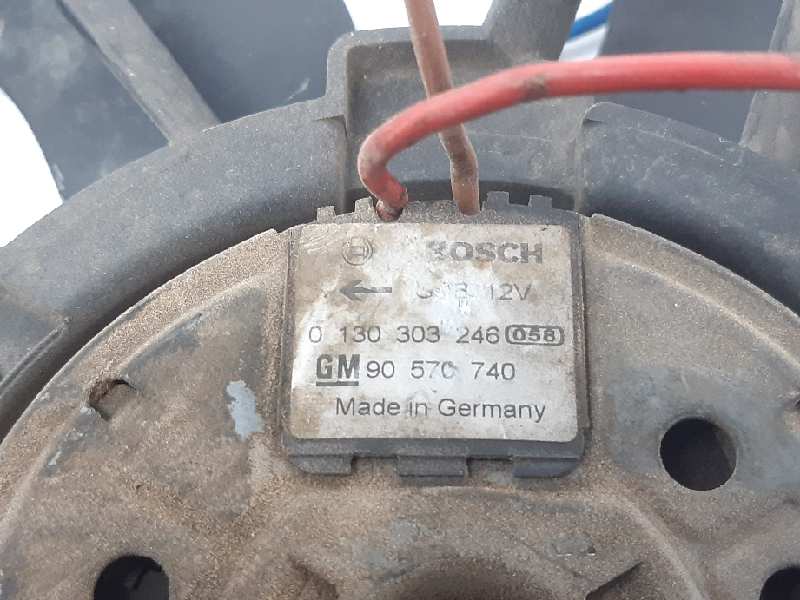 BOSCH
12V
0 130 303 246 058
GM 90 570 740
Made in Germany